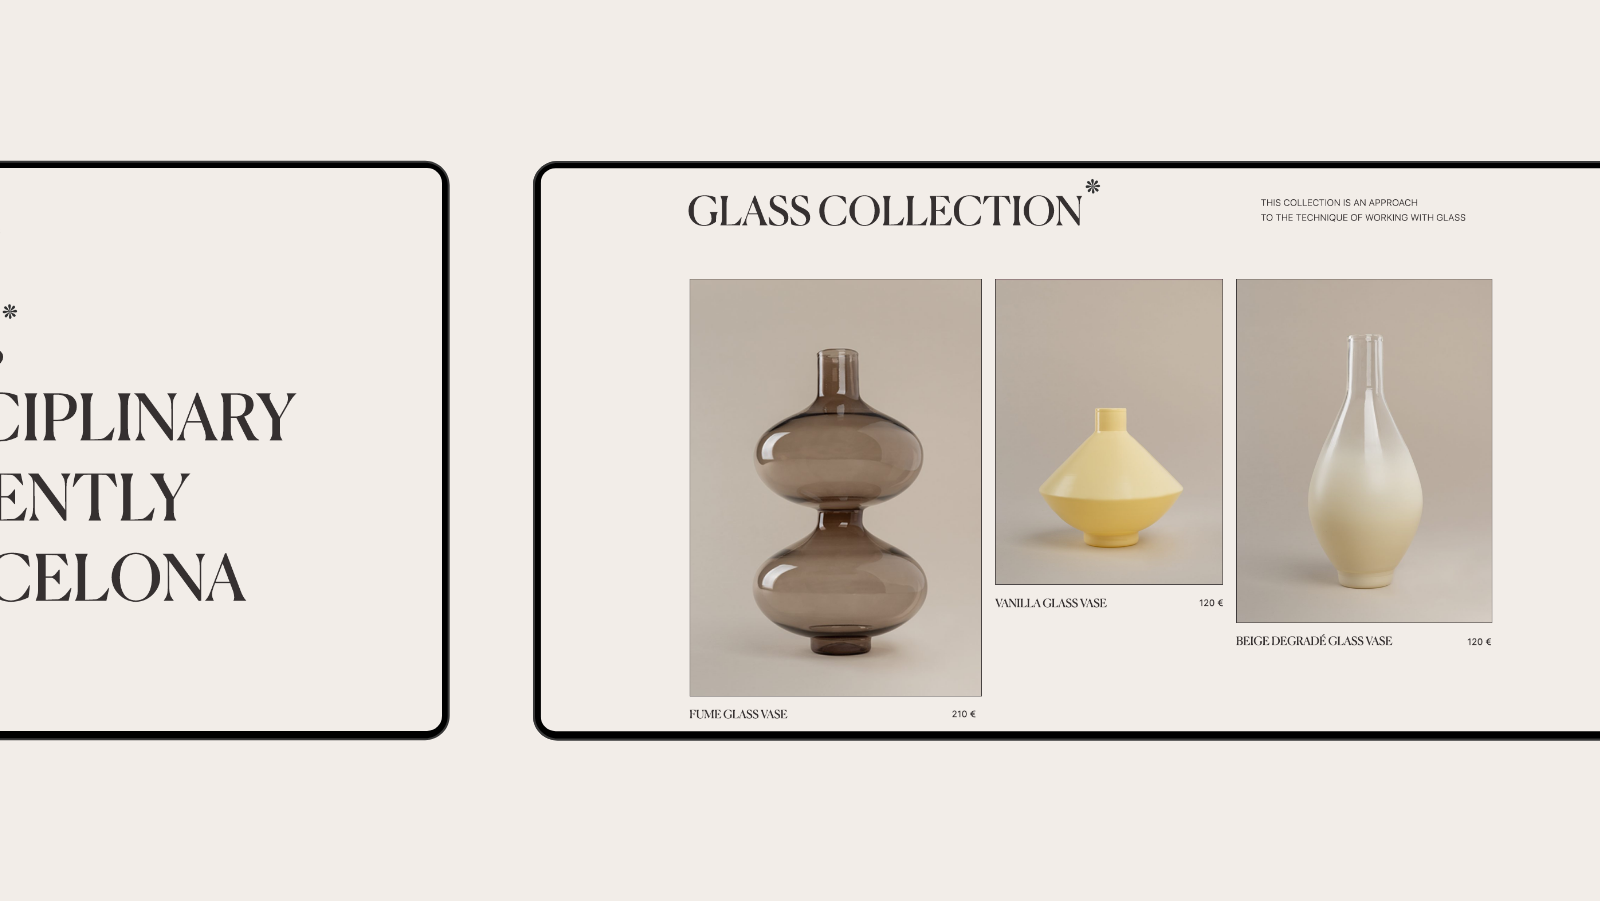 CIPLINARY
ENTLY
CELONA
GLASS COLLECTION*
THIS COLLECTION IS AN APPROACH
TO THE TECHNIQUE OF WORKING WITH GLASS
FUME GLASS VASE 210 €
VANILLA GLASS VASE 120 €
BEIGE DEGRADÉ GLASS VASE 120 €